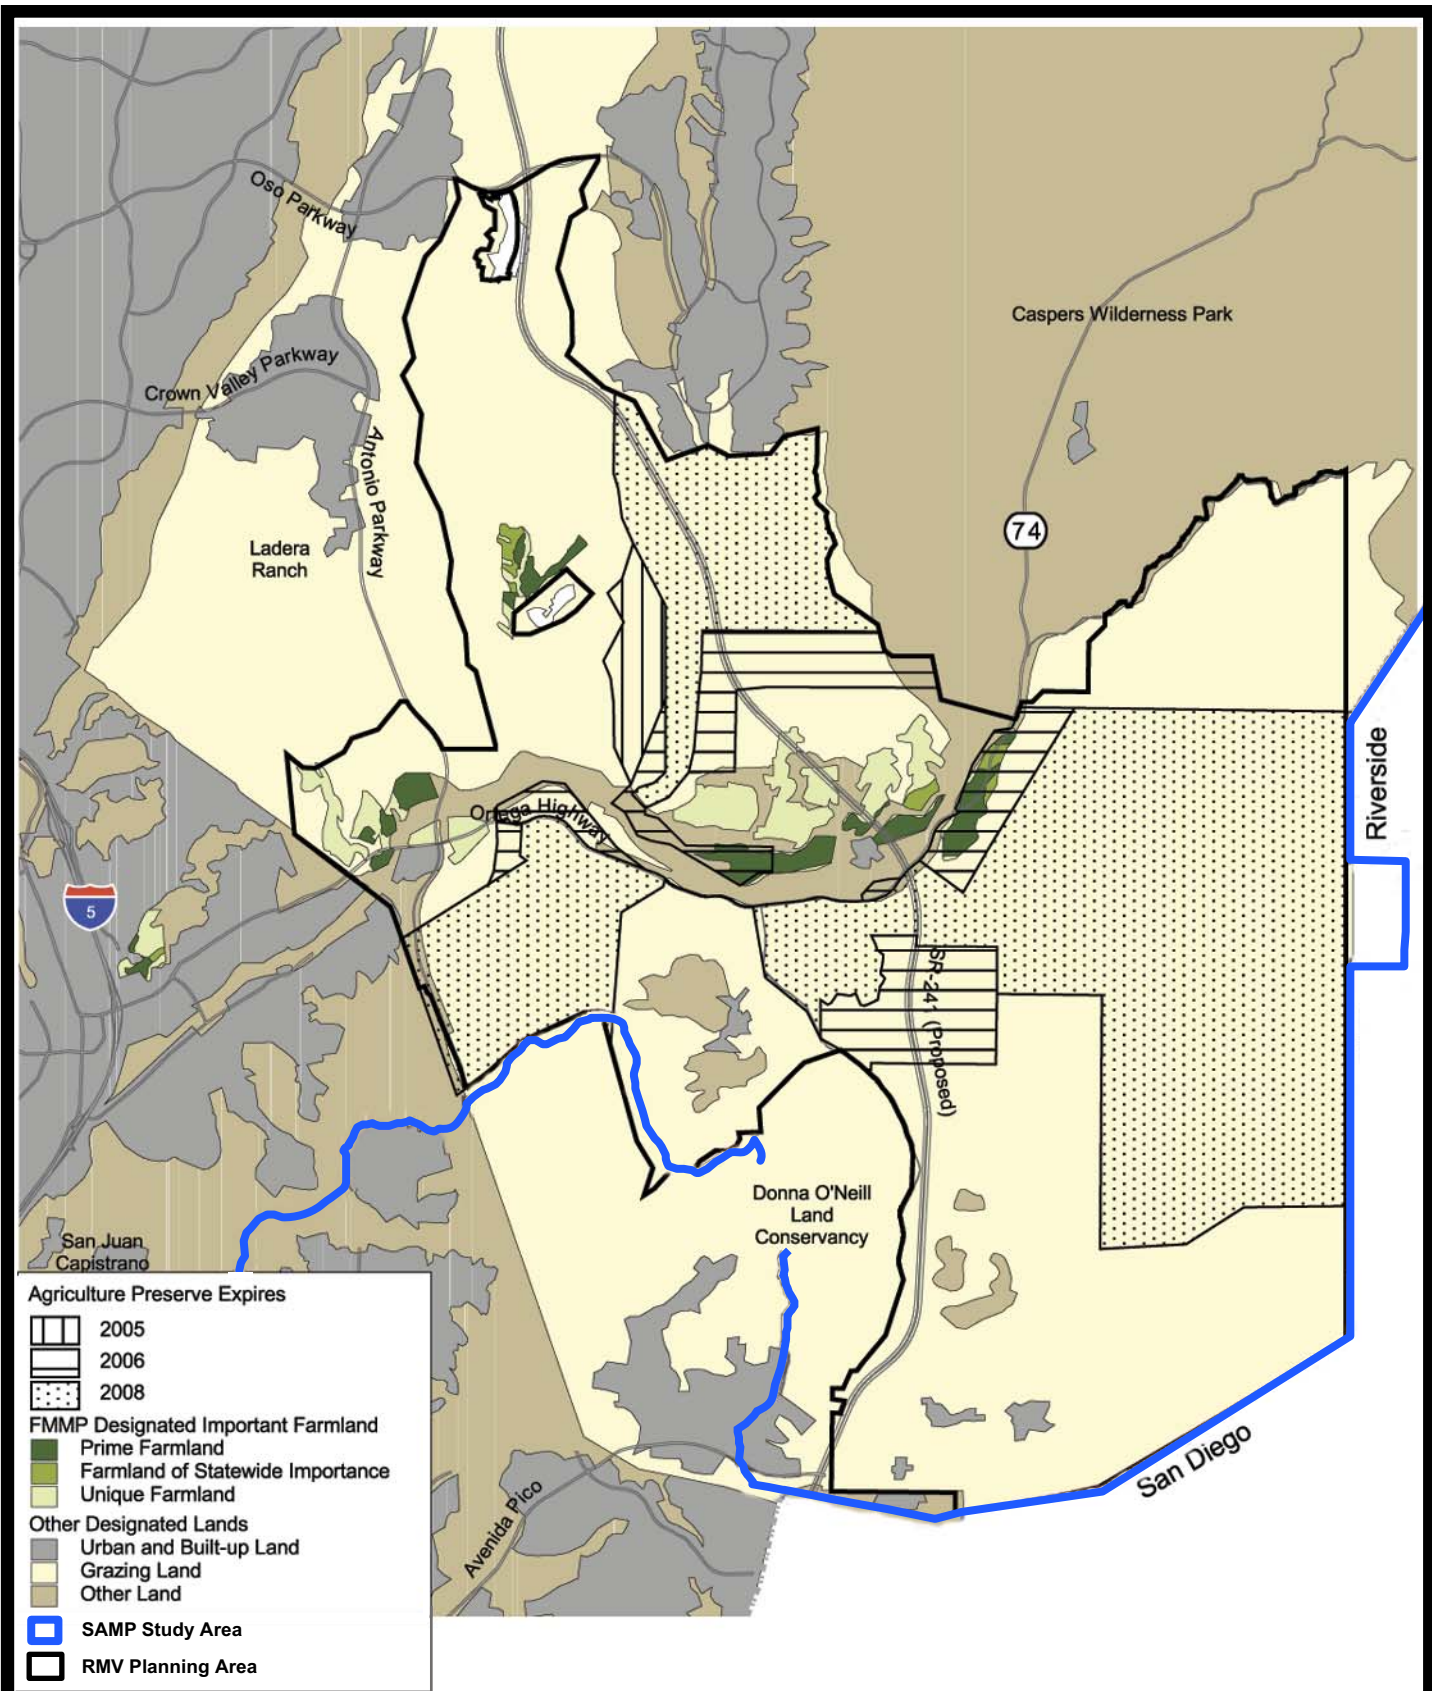 Oso Parkway
Caspers Wilderness Park
Crown Valley Parkway
Antonio Parkway
74
Ladera
Ranch
Riverside
Ortega Highway
5
SR-241 (Proposed)
Donna O'Neill
Land
Conservancy
San Juan
Capistrano
San Diego
Avenida Pico
Agriculture Preserve Expires
2005
2006
2008
FMMP Designated Important Farmland
Prime Farmland
Farmland of Statewide Importance
Unique Farmland
Other Designated Lands
Urban and Built-up Land
Grazing Land
Other Land
SAMP Study Area
RMV Planning Area